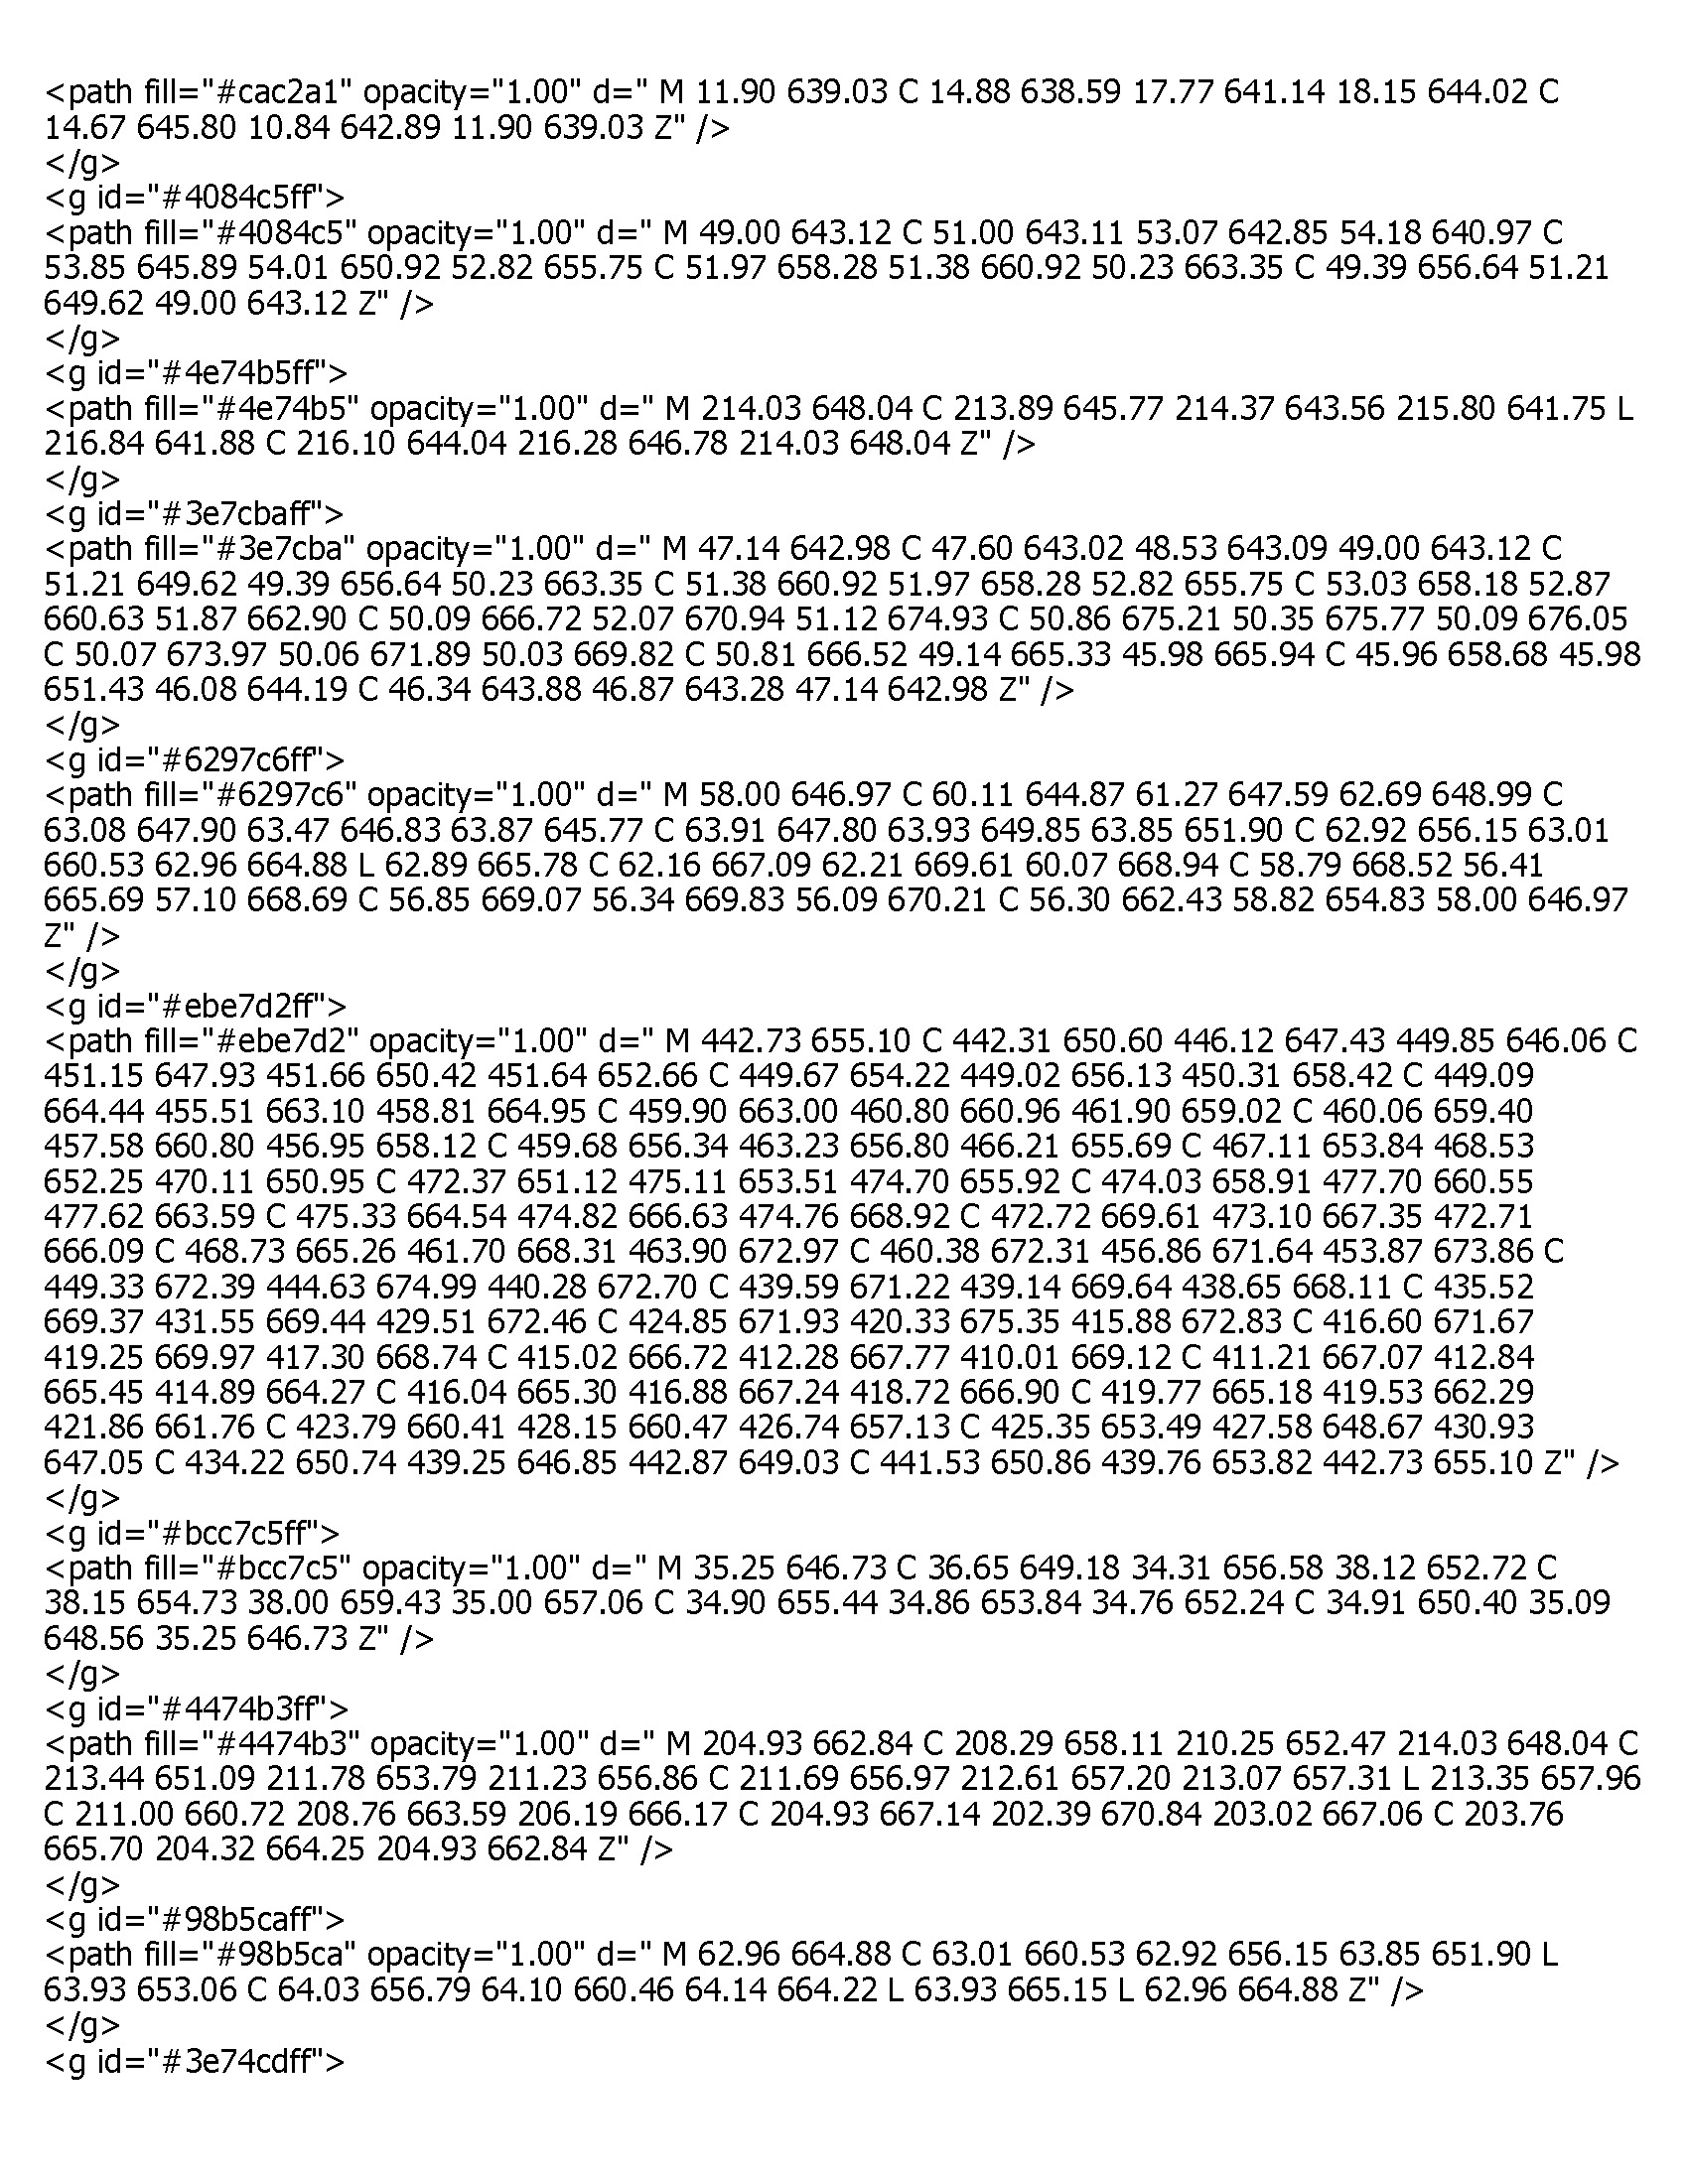 <path fill="#cac2a1" opacity="1.00" d=" M 11.90 639.03 C 14.88 638.59 17.77 641.14 18.15 644.02 C
14.67 645.80 10.84 642.89 11.90 639.03 Z" />
</g>
<g id="#4084c5ff">
<path fill="#4084c5" opacity="1.00" d=" M 49.00 643.12 C 51.00 643.11 53.07 642.85 54.18 640.97 C
53.85 645.89 54.01 650.92 52.82 655.75 C 51.97 658.28 51.38 660.92 50.23 663.35 C 49.39 656.64 51.21
649.62 49.00 643.12 Z" />
</g>
<g id="#4e74b5ff">
<path fill="#4e74b5" opacity="1.00" d=" M 214.03 648.04 C 213.89 645.77 214.37 643.56 215.80 641.75 L
216.84 641.88 C 216.10 644.04 216.28 646.78 214.03 648.04 Z" />
</g>
<g id="#3e7cbaff">
<path fill="#3e7cba" opacity="1.00" d=" M 47.14 642.98 C 47.60 643.02 48.53 643.09 49.00 643.12 C
51.21 649.62 49.39 656.64 50.23 663.35 C 51.38 660.92 51.97 658.28 52.82 655.75 C 53.03 658.18 52.87
660.63 51.87 662.90 C 50.09 666.72 52.07 670.94 51.12 674.93 C 50.86 675.21 50.35 675.77 50.09 676.05
C 50.07 673.97 50.06 671.89 50.03 669.82 C 50.81 666.52 49.14 665.33 45.98 665.94 C 45.96 658.68 45.98
651.43 46.08 644.19 C 46.34 643.88 46.87 643.28 47.14 642.98 Z" />
</g>
<g id="#6297c6ff">
<path fill="#6297c6" opacity="1.00" d=" M 58.00 646.97 C 60.11 644.87 61.27 647.59 62.69 648.99 C
63.08 647.90 63.47 646.83 63.87 645.77 C 63.91 647.80 63.93 649.85 63.85 651.90 C 62.92 656.15 63.01
660.53 62.96 664.88 L 62.89 665.78 C 62.16 667.09 62.21 669.61 60.07 668.94 C 58.79 668.52 56.41
665.69 57.10 668.69 C 56.85 669.07 56.34 669.83 56.09 670.21 C 56.30 662.43 58.82 654.83 58.00 646.97
Z" />
</g>
<g id="#ebe7d2ff">
<path fill="#ebe7d2" opacity="1.00" d=" M 442.73 655.10 C 442.31 650.60 446.12 647.43 449.85 646.06 C
451.15 647.93 451.66 650.42 451.64 652.66 C 449.67 654.22 449.02 656.13 450.31 658.42 C 449.09
664.44 455.51 663.10 458.81 664.95 C 459.90 663.00 460.80 660.96 461.90 659.02 C 460.06 659.40
457.58 660.80 456.95 658.12 C 459.68 656.34 463.23 656.80 466.21 655.69 C 467.11 653.84 468.53
652.25 470.11 650.95 C 472.37 651.12 475.11 653.51 474.70 655.92 C 474.03 658.91 477.70 660.55
477.62 663.59 C 475.33 664.54 474.82 666.63 474.76 668.92 C 472.72 669.61 473.10 667.35 472.71
666.09 C 468.73 665.26 461.70 668.31 463.90 672.97 C 460.38 672.31 456.86 671.64 453.87 673.86 C
449.33 672.39 444.63 674.99 440.28 672.70 C 439.59 671.22 439.14 669.64 438.65 668.11 C 435.52
669.37 431.55 669.44 429.51 672.46 C 424.85 671.93 420.33 675.35 415.88 672.83 C 416.60 671.67
419.25 669.97 417.30 668.74 C 415.02 666.72 412.28 667.77 410.01 669.12 C 411.21 667.07 412.84
665.45 414.89 664.27 C 416.04 665.30 416.88 667.24 418.72 666.90 C 419.77 665.18 419.53 662.29
421.86 661.76 C 423.79 660.41 428.15 660.47 426.74 657.13 C 425.35 653.49 427.58 648.67 430.93
647.05 C 434.22 650.74 439.25 646.85 442.87 649.03 C 441.53 650.86 439.76 653.82 442.73 655.10 Z" />
</g>
<g id="#bcc7c5ff">
<path fill="#bcc7c5" opacity="1.00" d=" M 35.25 646.73 C 36.65 649.18 34.31 656.58 38.12 652.72 C
38.15 654.73 38.00 659.43 35.00 657.06 C 34.90 655.44 34.86 653.84 34.76 652.24 C 34.91 650.40 35.09
648.56 35.25 646.73 Z" />
</g>
<g id="#4474b3ff">
<path fill="#4474b3" opacity="1.00" d=" M 204.93 662.84 C 208.29 658.11 210.25 652.47 214.03 648.04 C
213.44 651.09 211.78 653.79 211.23 656.86 C 211.69 656.97 212.61 657.20 213.07 657.31 L 213.35 657.96
C 211.00 660.72 208.76 663.59 206.19 666.17 C 204.93 667.14 202.39 670.84 203.02 667.06 C 203.76
665.70 204.32 664.25 204.93 662.84 Z" />
</g>
<g id="#98b5caff">
<path fill="#98b5ca" opacity="1.00" d=" M 62.96 664.88 C 63.01 660.53 62.92 656.15 63.85 651.90 L
63.93 653.06 C 64.03 656.79 64.10 660.46 64.14 664.22 L 63.93 665.15 L 62.96 664.88 Z" />
</g>
<g id="#3e74cdff">